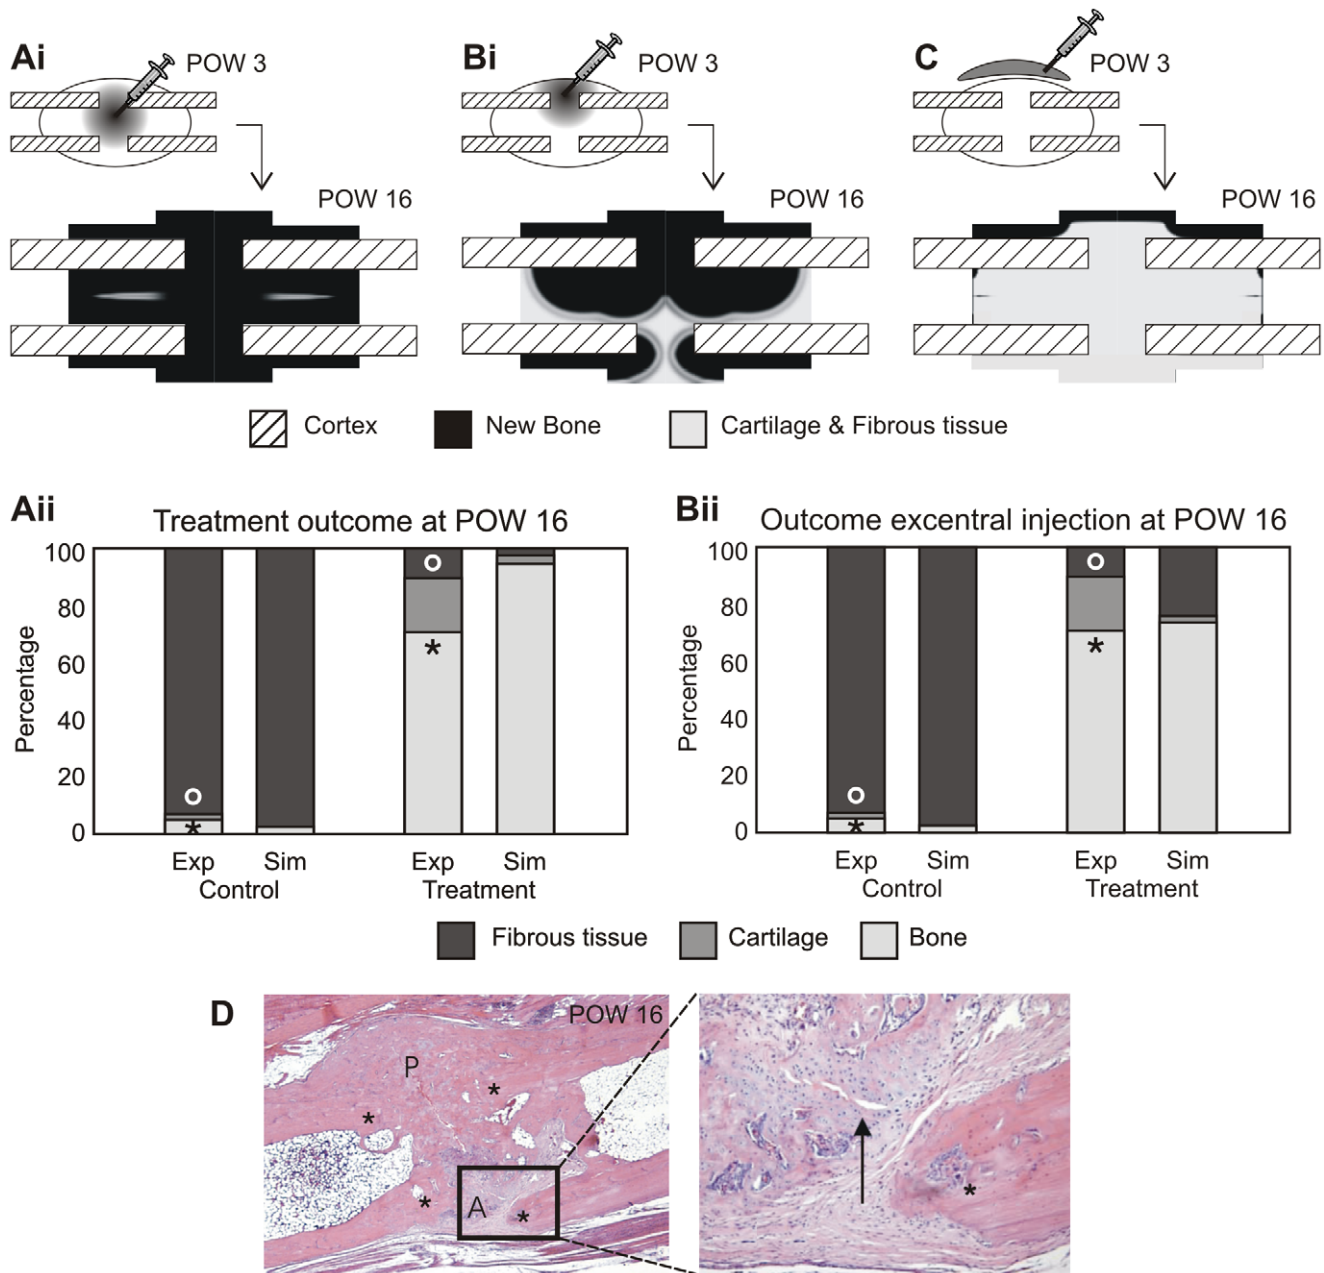 Ai
POW 3
Bi
POW 3
C
POW 3
POW 16
POW 16
POW 16
Cortex
New Bone
Cartilage & Fibrous tissue
Aii
Treatment outcome at POW 16
Percentage
100
80
60
40
20
0
Exp Sim Exp Sim
Control Treatment
Bii
Outcome excentral injection at POW 16
Percentage
100
80
60
40
20
0
Exp Sim Exp Sim
Control Treatment
Fibrous tissue
Cartilage
Bone
D
POW 16
P
*
*
*
A
*
*